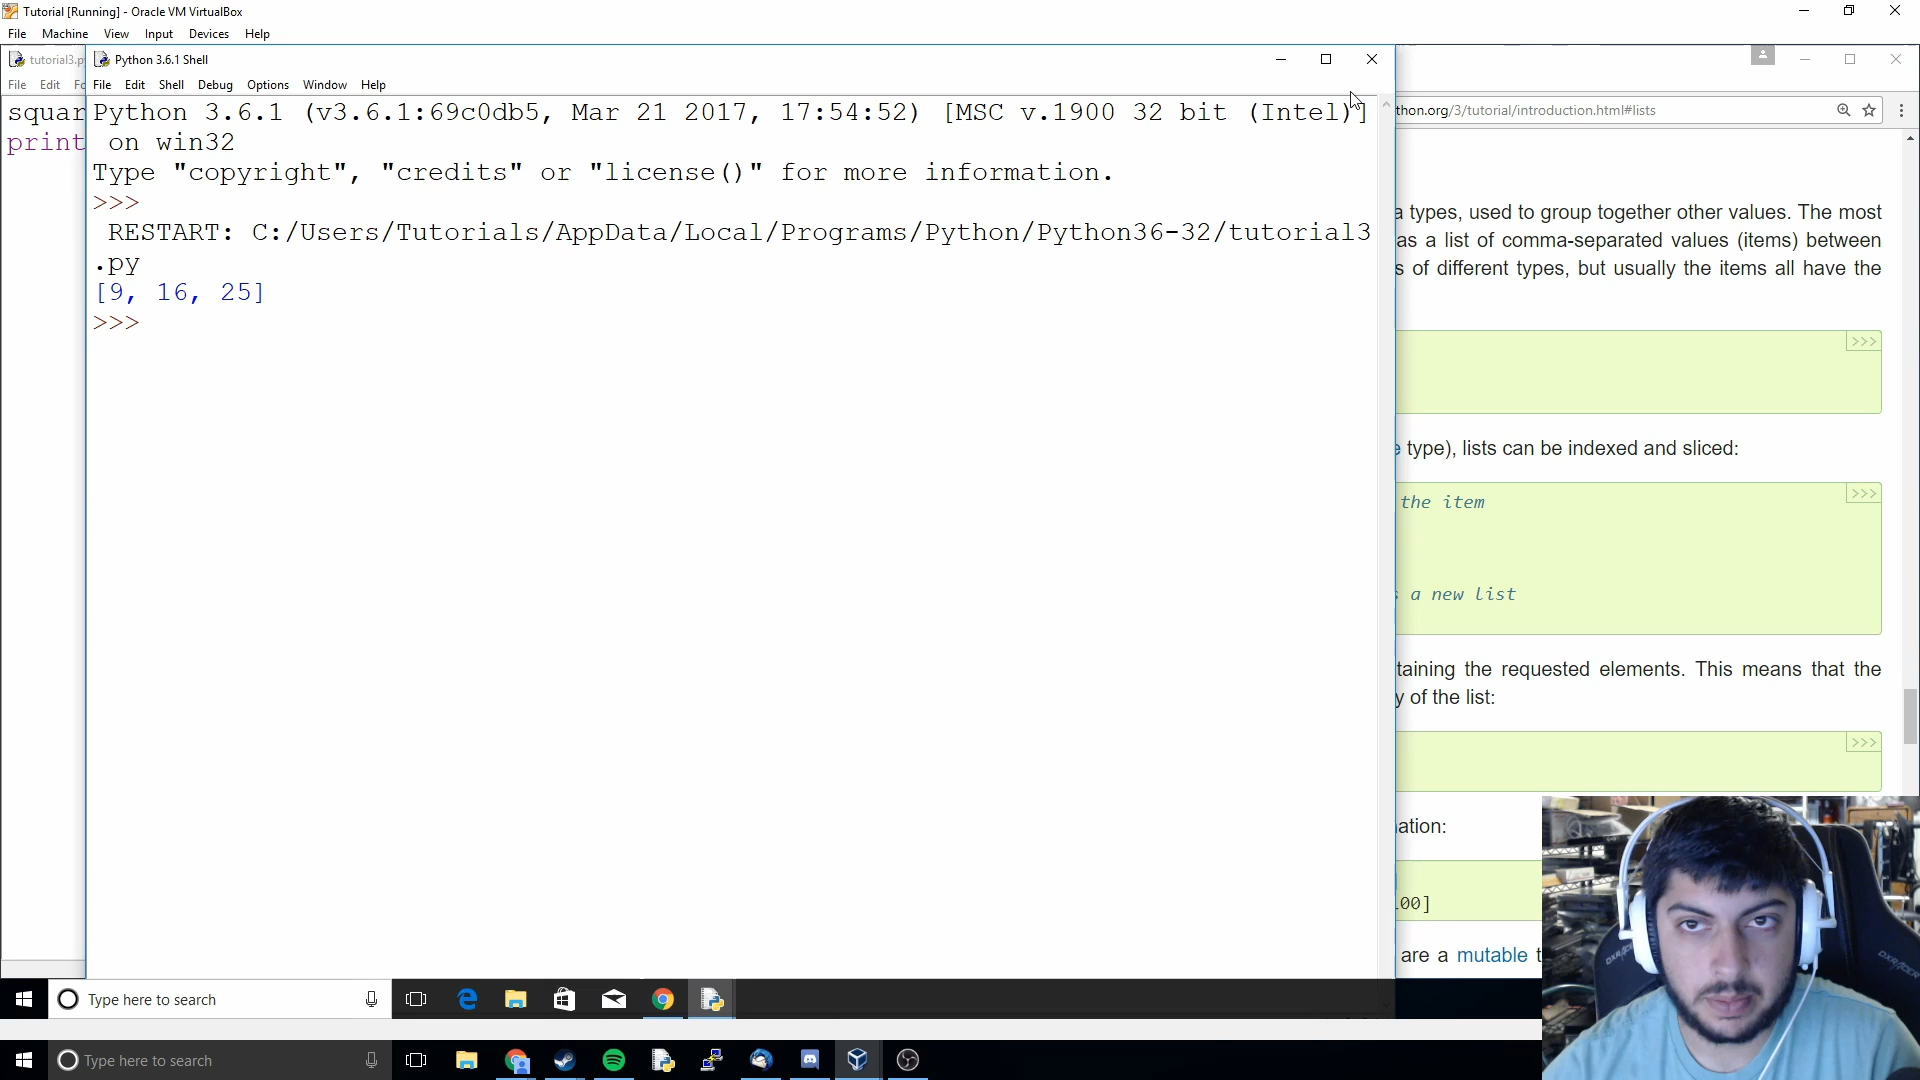 Tutorial [Running] - Oracle VM VirtualBox
File Machine View Input Devices Help
tutorial3.p
Python 3.6.1 Shell
File Edit Fo
File Edit Shell Debug Options Window Help
squar
print
Python 3.6.1 (v3.6.1:69c0db5, Mar 21 2017, 17:54:52) [MSC v.1900 32 bit (Intel)]
on win32
Type "copyright", "credits" or "license()" for more information.
>>>
RESTART: C:/Users/Tutorials/AppData/Local/Programs/Python/Python36-32/tutorial3
.py
[9, 16, 25]
>>>
thon.org/3/tutorial/introduction.html#lists
types, used to group together other values. The most
as a list of comma-separated values (items) between
s of different types, but usually the items all have the
>>>
type), lists can be indexed and sliced:
>>>
the item
a new list
taining the requested elements. This means that the
y of the list:
>>>
ation:
00]
are a mutable t
DXRACER
Type here to search
Type here to search